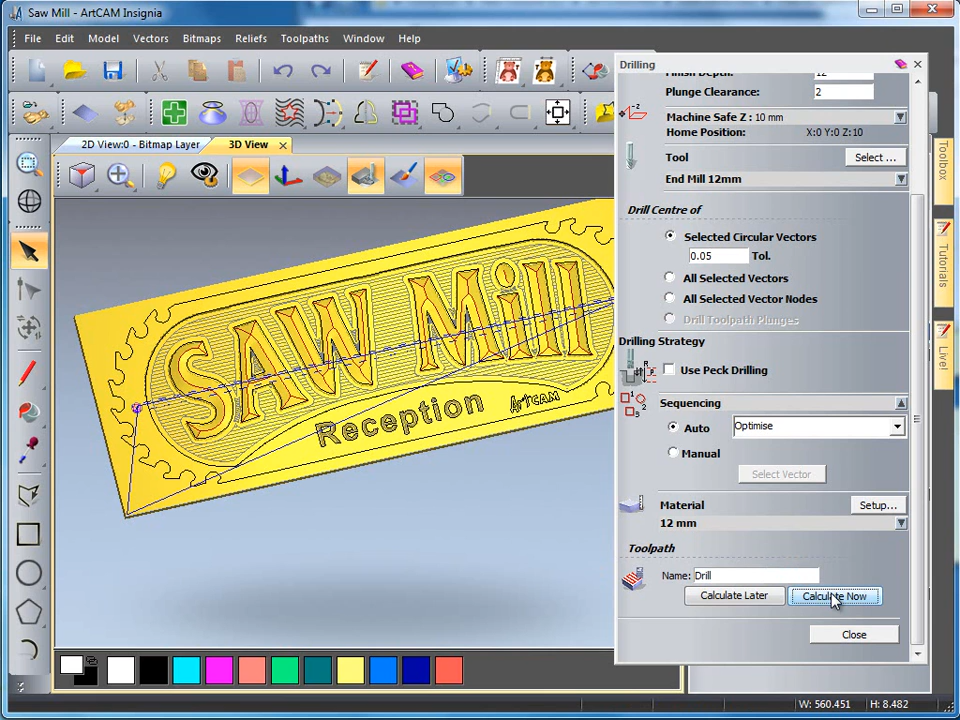 Saw Mill - ArtCAM Insignia
File Edit Model Vectors Bitmaps Reliefs Toolpaths Window Help
Drilling
Finish Depth: 12
Plunge Clearance: 2
Machine Safe Z : 10 mm
Home Position: X:0 Y:0 Z:10
2D View:0 - Bitmap Layer 3D View
Tool Select ...
End Mill 12mm
Drill Centre of
Selected Circular Vectors
0.05 Tol.
All Selected Vectors
All Selected Vector Nodes
Drill Toolpath Plunges
Drilling Strategy
Use Peck Drilling
Sequencing
Auto Optimise
Manual
Select Vector
Material Setup...
12 mm
Toolpath
Name: Drill
Calculate Later Calculate Now
Close
Toolbox
Tutorials
Live!
SAW Mill
Reception ArtCAM
W: 560.451 H: 8.482